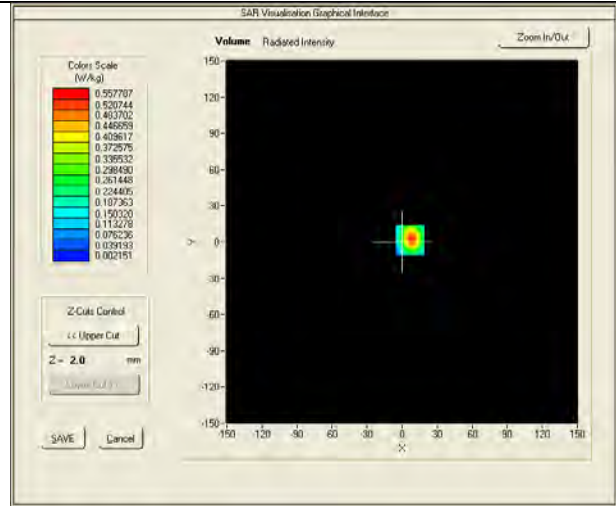 SAR Visualisation Graphical Interface
Volume Radiated Intensity
Zoom In/Out
Colors Scale
(W/kg)
0.557707
0.520744
0.483702
0.446659
0.409617
0.372575
0.335532
0.298490
0.261448
0.224405
0.187363
0.150320
0.113278
0.076236
0.039193
0.002151
Z-Cuts Control
<< Upper Cut
Z = 2.0 mm
Lower Cut >>
SAVE
Cancel
150
120
90
60
30
0
-30
-60
-90
-120
-150
Y
-150 -120 -90 -60 -30 0 30 60 90 120 150
X